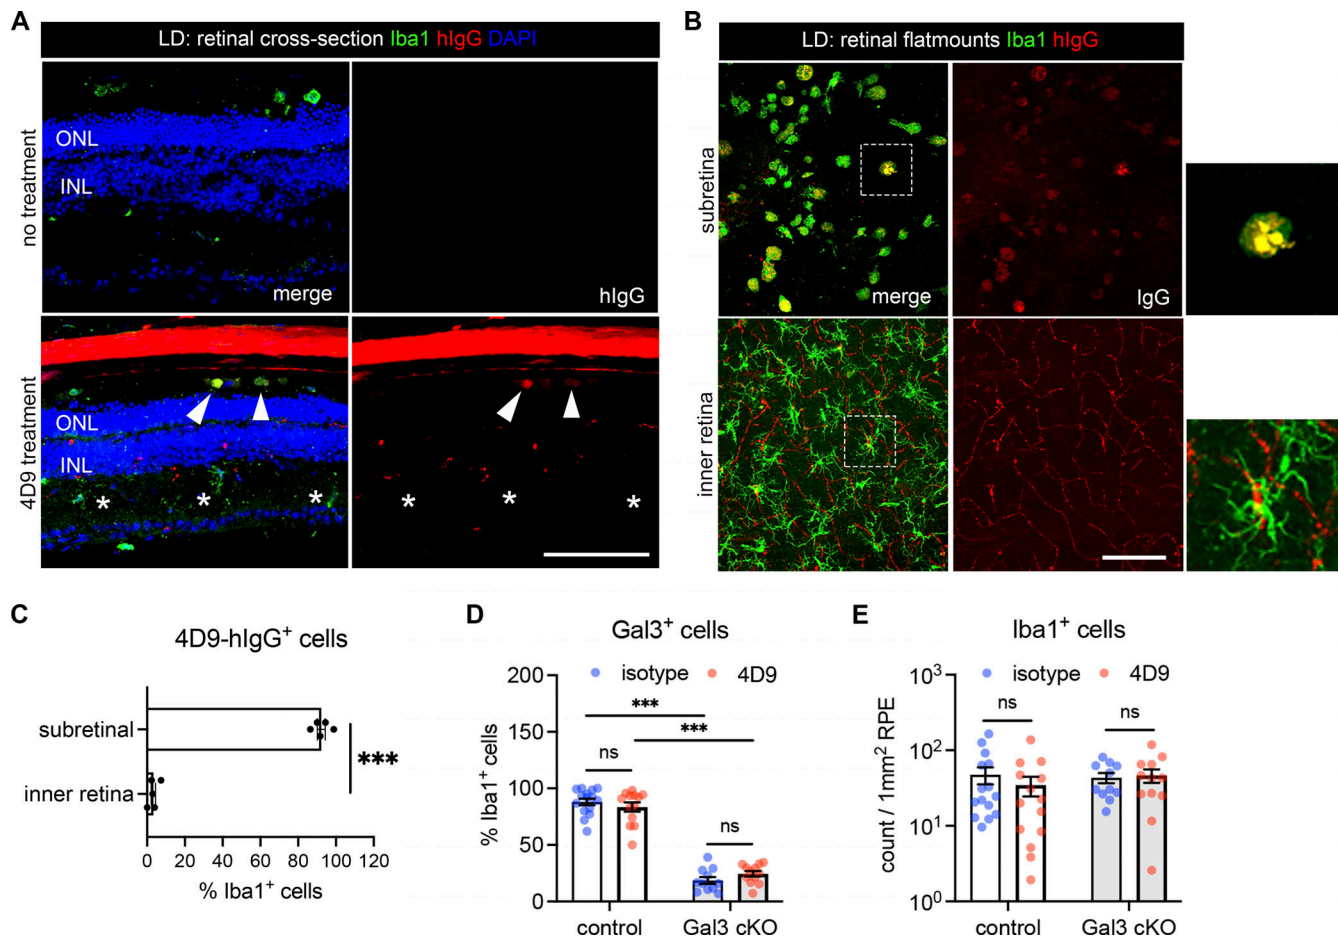 A
LD: retinal cross-section Iba1 hIgG DAPI
no treatment
ONL
INL
merge
hIgG
4D9 treatment
ONL
INL
*
*
*
*
*
*
B
LD: retinal flatmounts Iba1 hIgG
subretina
merge
IgG
inner retina
C
4D9-hIgG⁺ cells
subretinal
inner retina
***
0 20 40 60 80 100 120
% Iba1⁺ cells
D
Gal3⁺ cells
isotype 4D9
% Iba1⁺ cells
200
150
100
50
0
***
***
ns
ns
control Gal3 cKO
E
Iba1⁺ cells
isotype 4D9
count / 1mm² RPE
10³
10²
10¹
10⁰
ns
ns
control Gal3 cKO